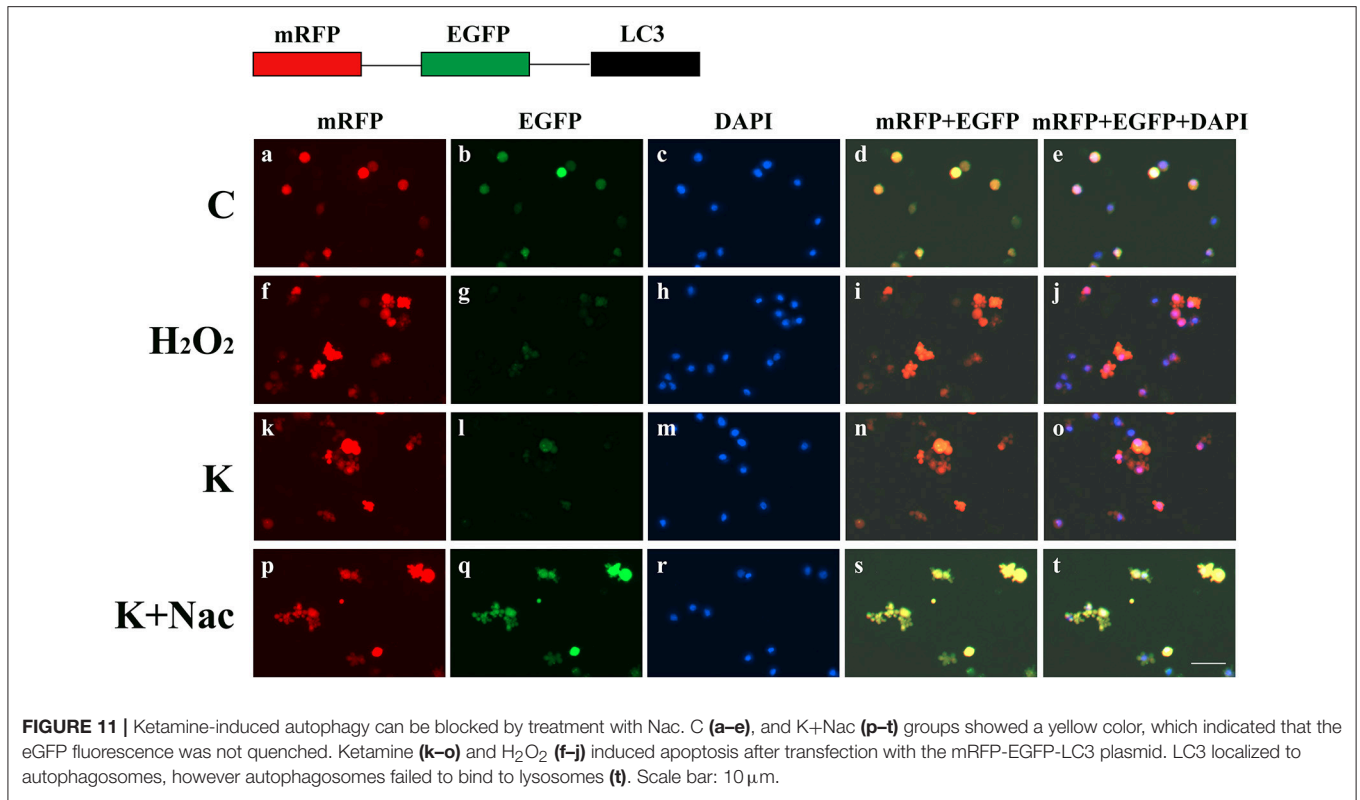 mRFP EGFP LC3
mRFP EGFP DAPI mRFP+EGFP mRFP+EGFP+DAPI
C a b c d e
H₂O₂ f g h i j
K k l m n o
K+Nac p q r s t
FIGURE 11 | Ketamine-induced autophagy can be blocked by treatment with Nac. C (a–e), and K+Nac (p–t) groups showed a yellow color, which indicated that the
eGFP fluorescence was not quenched. Ketamine (k–o) and H₂O₂ (f–j) induced apoptosis after transfection with the mRFP-EGFP-LC3 plasmid. LC3 localized to
autophagosomes, however autophagosomes failed to bind to lysosomes (t). Scale bar: 10 μm.